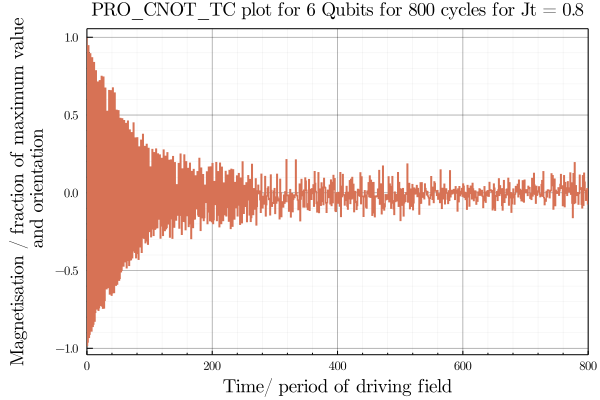 PRO_CNOT_TC plot for 6 Qubits for 800 cycles for Jt = 0.8
Magnetisation / fraction of maximum value
and orientation
1.0
0.5
0.0
−0.5
−1.0
0
200
400
600
800
Time/ period of driving field